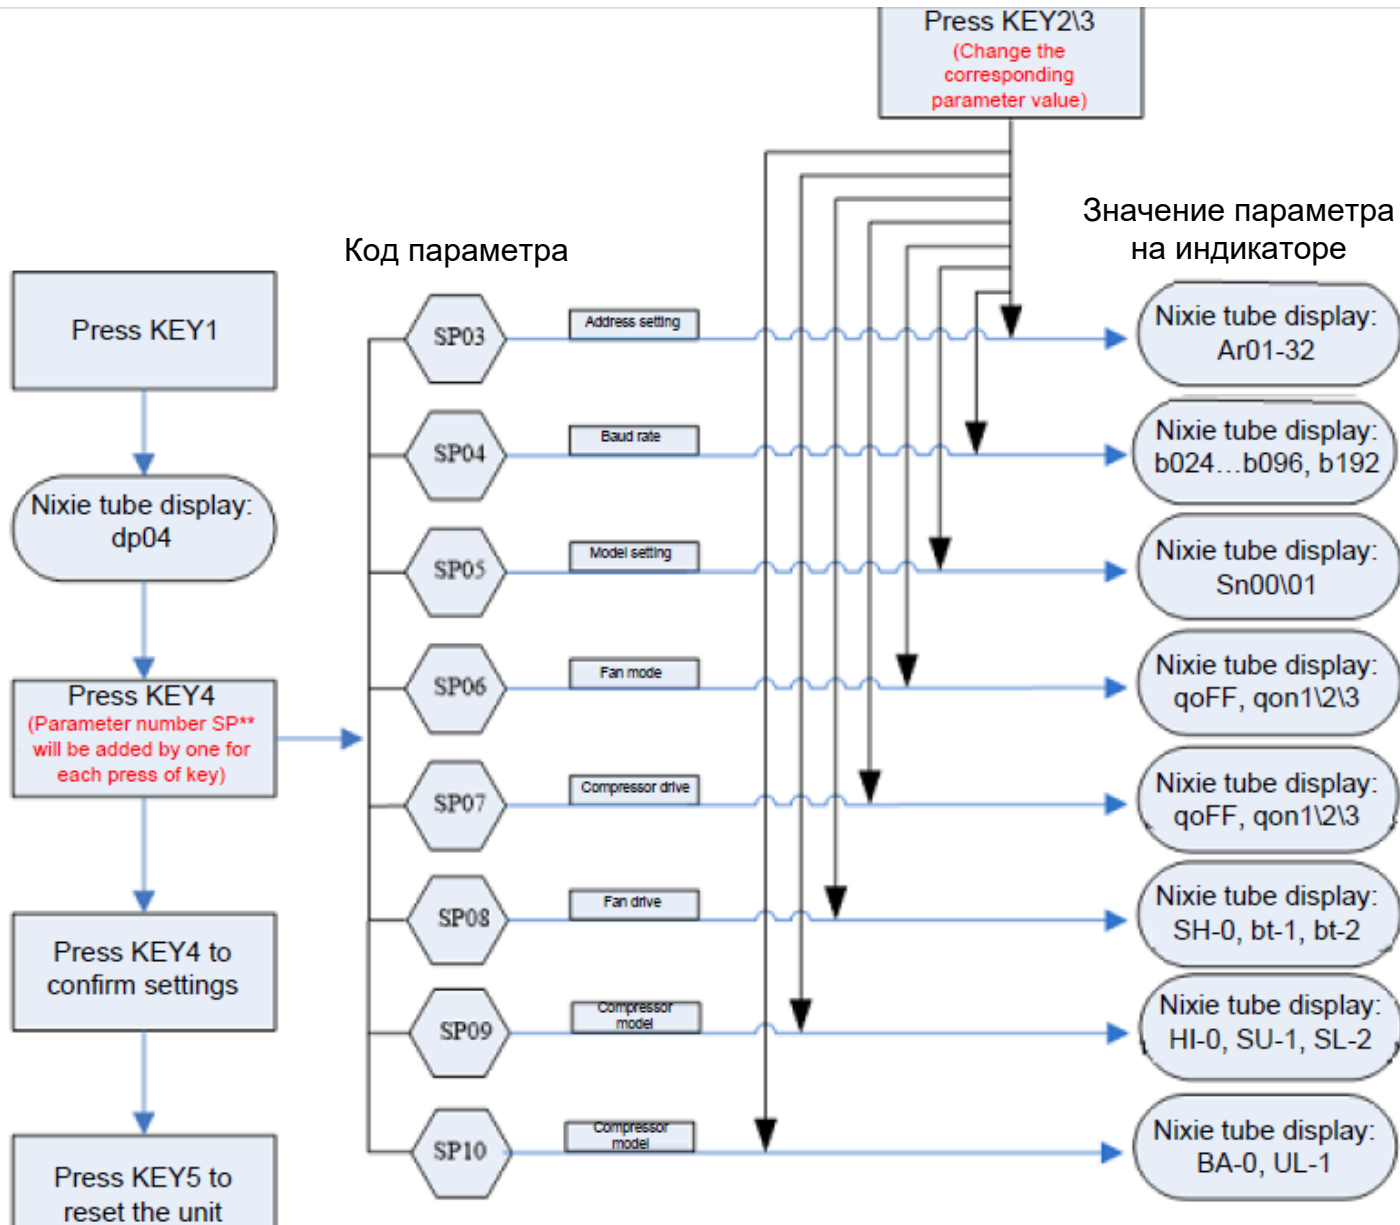 Press KEY2\3
(Change the
corresponding
parameter value)
Значение параметра
на индикаторе
Код параметра
Press KEY1
Nixie tube display:
dp04
Press KEY4
(Parameter number SP**
will be added by one for
each press of key)
Press KEY4 to
confirm settings
Press KEY5 to
reset the unit
SP03
Address setting
Nixie tube display:
Ar01-32
SP04
Baud rate
Nixie tube display:
b024...b096, b192
SP05
Model setting
Nixie tube display:
Sn00\01
SP06
Fan mode
Nixie tube display:
qoFF, qon1\2\3
SP07
Compressor drive
Nixie tube display:
qoFF, qon1\2\3
SP08
Fan drive
Nixie tube display:
SH-0, bt-1, bt-2
SP09
Compressor
model
Nixie tube display:
HI-0, SU-1, SL-2
SP10
Compressor
model
Nixie tube display:
BA-0, UL-1